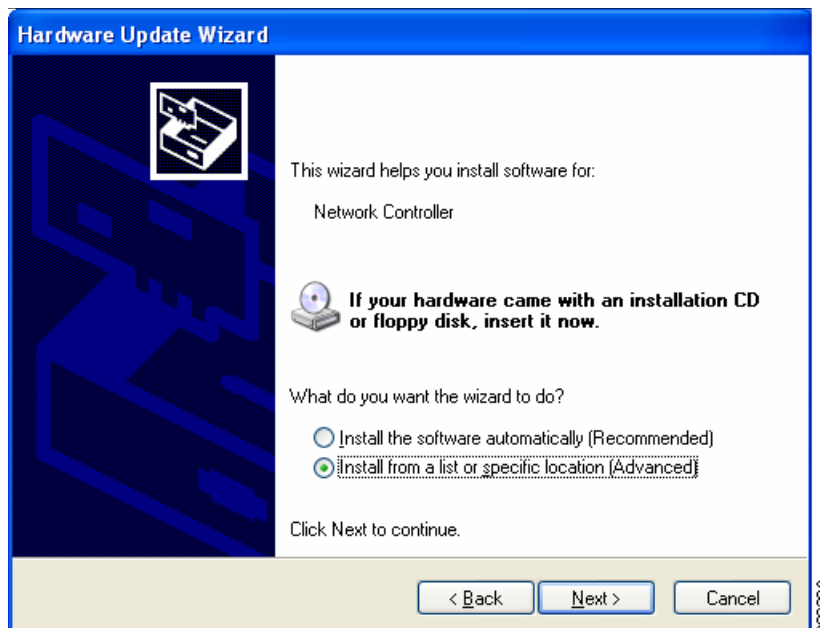 Hardware Update Wizard
This wizard helps you install software for:
Network Controller
If your hardware came with an installation CD
or floppy disk, insert it now.
What do you want the wizard to do?
Install the software automatically (Recommended)
Install from a list or specific location (Advanced)
Click Next to continue.
< Back
Next >
Cancel